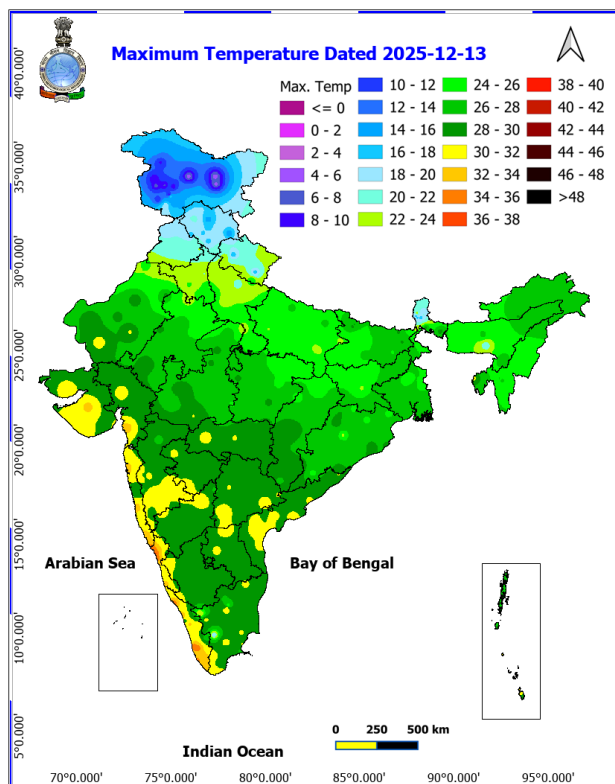 Maximum Temperature Dated 2025-12-13
Max. Temp
<= 0
0 - 2
2 - 4
4 - 6
6 - 8
8 - 10
10 - 12
12 - 14
14 - 16
16 - 18
18 - 20
20 - 22
22 - 24
24 - 26
26 - 28
28 - 30
30 - 32
32 - 34
34 - 36
36 - 38
38 - 40
40 - 42
42 - 44
44 - 46
46 - 48
>48
40°0.000'
35°0.000'
30°0.000'
25°0.000'
20°0.000'
15°0.000'
10°0.000'
5°0.000'
Arabian Sea
Bay of Bengal
Indian Ocean
0 250 500 km
70°0.000' 75°0.000' 80°0.000' 85°0.000' 90°0.000' 95°0.000'